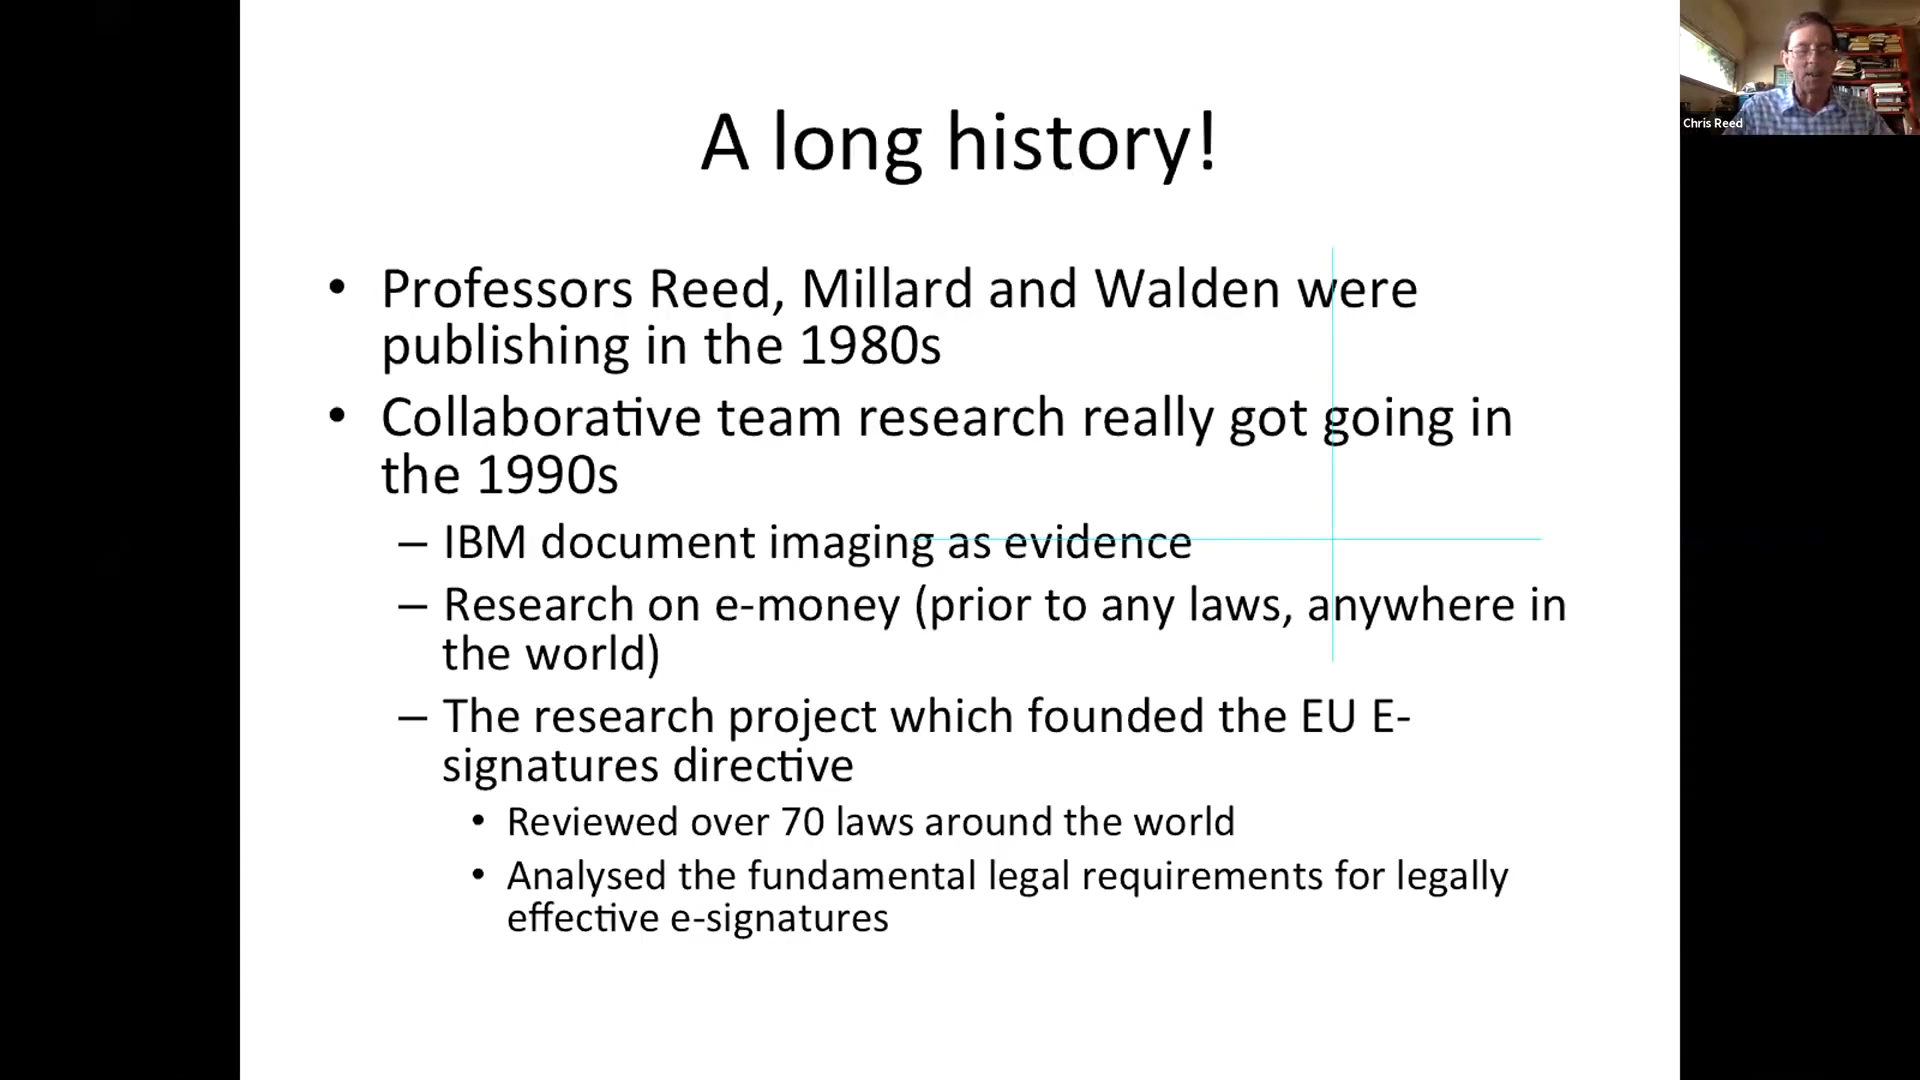 A long history!
• Professors Reed, Millard and Walden were
publishing in the 1980s
• Collaborative team research really got going in
the 1990s
– IBM document imaging as evidence
– Research on e-money (prior to any laws, anywhere in
the world)
– The research project which founded the EU E-
signatures directive
• Reviewed over 70 laws around the world
• Analysed the fundamental legal requirements for legally
effective e-signatures
Chris Reed